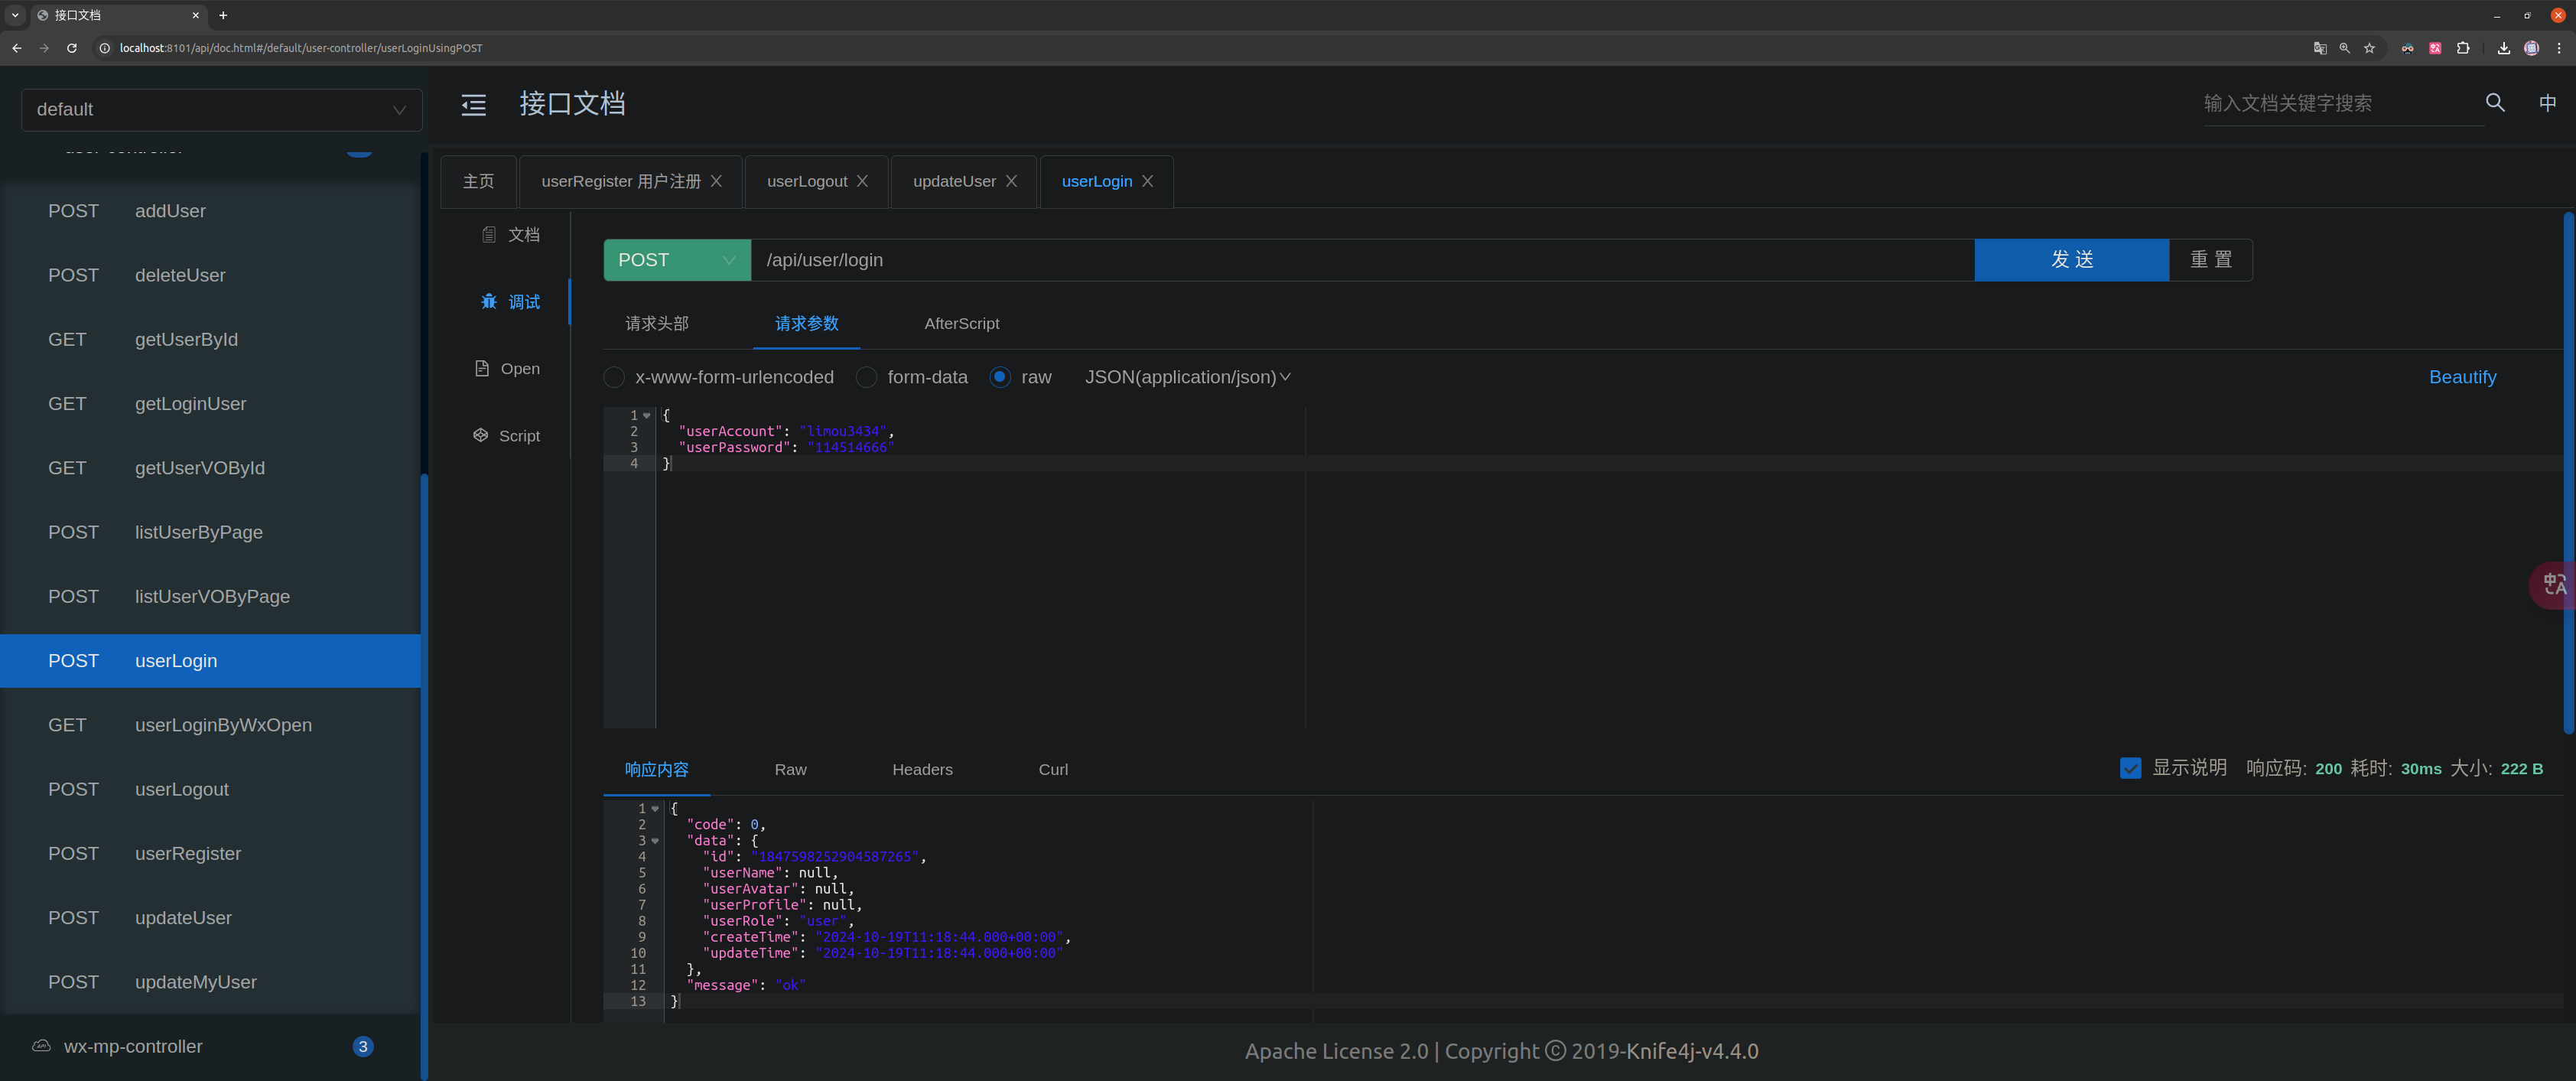 接口文档
localhost:8101/api/doc.html#/default/user-controller/userLoginUsingPOST
default
接口文档
输入文档关键字搜索
中
user-controller
主页
userRegister 用户注册
userLogout
updateUser
userLogin
POST addUser
POST deleteUser
GET getUserById
GET getLoginUser
GET getUserVOById
POST listUserByPage
POST listUserVOByPage
POST userLogin
GET userLoginByWxOpen
POST userLogout
POST userRegister
POST updateUser
POST updateMyUser
wx-mp-controller 3
文档
调试
Open
Script
POST /api/user/login 发 送 重 置
请求头部 请求参数 AfterScript
x-www-form-urlencoded form-data raw JSON(application/json) Beautify
1 {
2 "userAccount": "limou3434",
3 "userPassword": "114514666"
4 }
响应内容 Raw Headers Curl 显示说明 响应码: 200 耗时: 30ms 大小: 222 B
1 {
2 "code": 0,
3 "data": {
4 "id": "1847598252904587265",
5 "userName": null,
6 "userAvatar": null,
7 "userProfile": null,
8 "userRole": "user",
9 "createTime": "2024-10-19T11:18:44.000+00:00",
10 "updateTime": "2024-10-19T11:18:44.000+00:00"
11 },
12 "message": "ok"
13 }
Apache License 2.0 | Copyright © 2019-Knife4j-v4.4.0